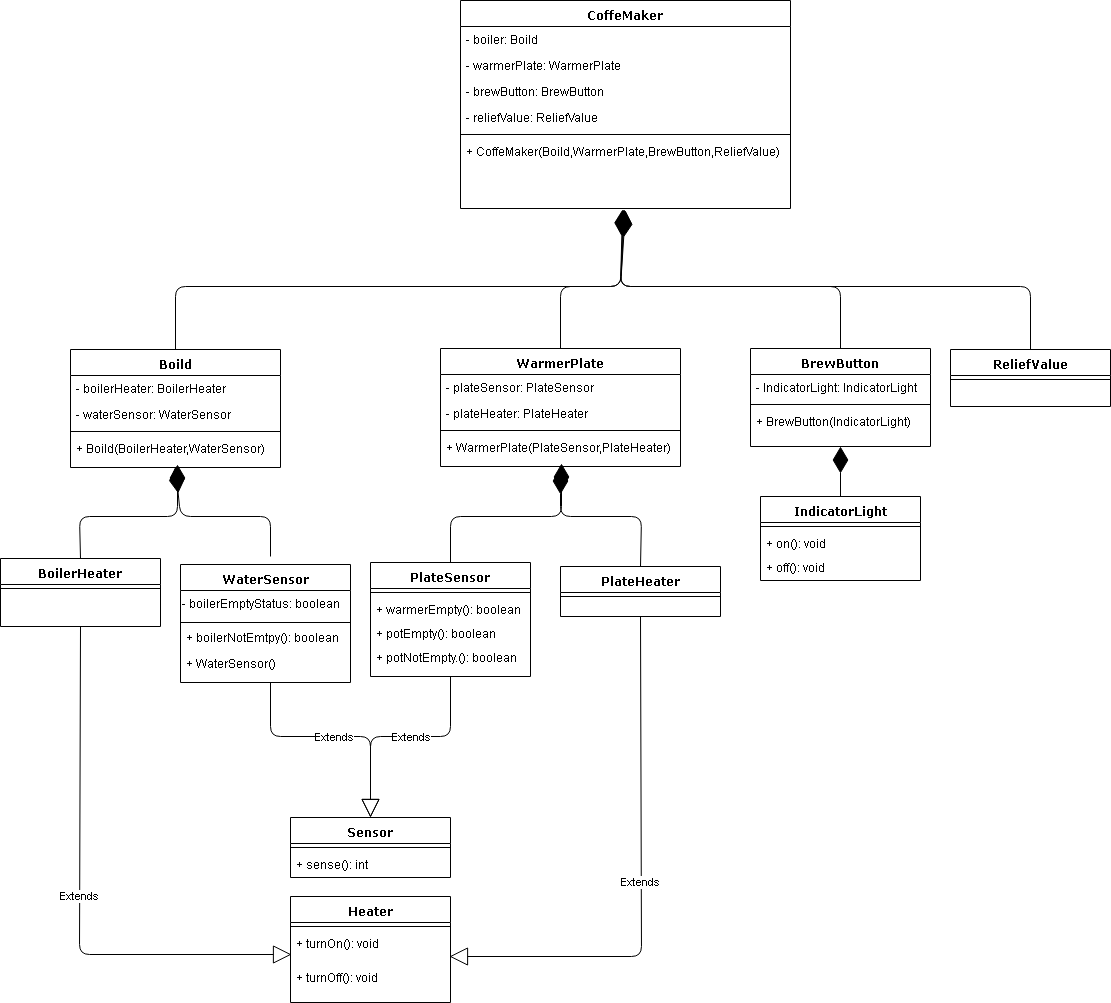 CoffeMaker
- boiler: Boild
- warmerPlate: WarmerPlate
- brewButton: BrewButton
- reliefValue: ReliefValue
+ CoffeMaker(Boild,WarmerPlate,BrewButton,ReliefValue)
Boild
- boilerHeater: BoilerHeater
- waterSensor: WaterSensor
+ Boild(BoilerHeater,WaterSensor)
WarmerPlate
- plateSensor: PlateSensor
- plateHeater: PlateHeater
+ WarmerPlate(PlateSensor,PlateHeater)
BrewButton
- IndicatorLight: IndicatorLight
+ BrewButton(IndicatorLight)
ReliefValue
IndicatorLight
+ on(): void
+ off(): void
BoilerHeater
WaterSensor
- boilerEmptyStatus: boolean
+ boilerNotEmtpy(): boolean
+ WaterSensor()
PlateSensor
+ warmerEmpty(): boolean
+ potEmpty(): boolean
+ potNotEmpty.(): boolean
PlateHeater
Extends
Extends
Sensor
+ sense(): int
Extends
Extends
Heater
+ turnOn(): void
+ turnOff(): void